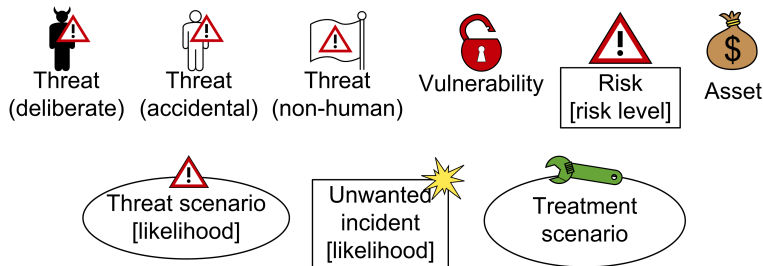 Threat
(deliberate)
Threat
(accidental)
Threat
(non-human)
Vulnerability
Risk
[risk level]
$
Asset
Threat scenario
[likelihood]
Unwanted
incident
[likelihood]
Treatment
scenario